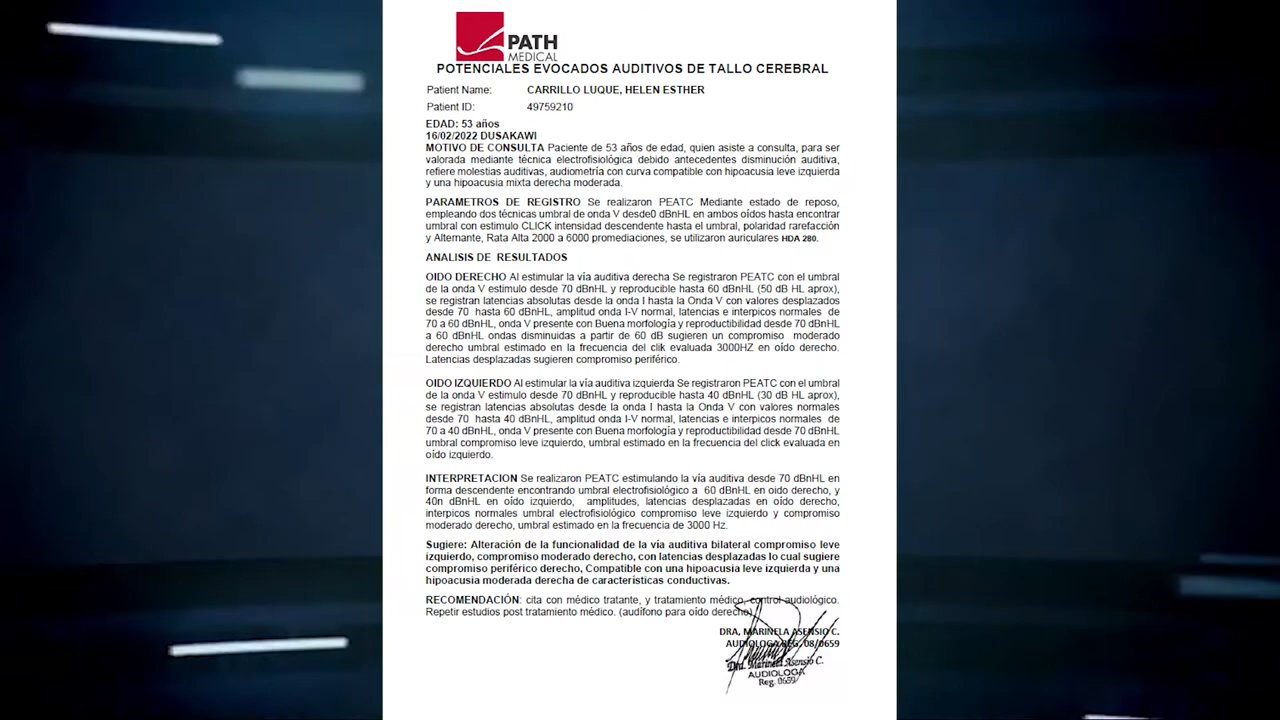 PATH
MEDICAL
POTENCIALES EVOCADOS AUDITIVOS DE TALLO CEREBRAL
Patient Name: CARRILLO LUQUE, HELEN ESTHER
Patient ID: 49759210
EDAD: 53 años
16/02/2022 DUSAKAWI
MOTIVO DE CONSULTA Paciente de 53 años de edad, quien asiste a consulta, para ser
valorada mediante técnica electrofisiológica debido antecedentes disminución auditiva,
refiere molestias auditivas, audiometría con curva compatible con hipoacusia leve izquierda
y una hipoacusia mixta derecha moderada.
PARAMETROS DE REGISTRO Se realizaron PEATC Mediante estado de reposo,
empleando dos técnicas umbral de onda V desde0 dBnHL en ambos oídos hasta encontrar
umbral con estimulo CLICK intensidad descendente hasta el umbral, polaridad rarefacción
y Alternante, Rata Alta 2000 a 6000 promediaciones, se utilizaron auriculares HDA 280.
ANALISIS DE RESULTADOS
OIDO DERECHO Al estimular la vía auditiva derecha Se registraron PEATC con el umbral
de la onda V estimulo desde 70 dBnHL y reproducible hasta 60 dBnHL (50 dB HL aprox),
se registran latencias absolutas desde la onda I hasta la Onda V con valores desplazados
desde 70 hasta 60 dBnHL, amplitud onda I-V normal, latencias e interpicos normales de
70 a 60 dBnHL, onda V presente con Buena morfología y reproductibilidad desde 70 dBnHL
a 60 dBnHL ondas disminuidas a partir de 60 dB sugieren un compromiso moderado
derecho umbral estimado en la frecuencia del clik evaluada 3000HZ en oído derecho.
Latencias desplazadas sugieren compromiso periférico.
OIDO IZQUIERDO Al estimular la vía auditiva izquierda Se registraron PEATC con el umbral
de la onda V estimulo desde 70 dBnHL y reproducible hasta 40 dBnHL (30 dB HL aprox),
se registran latencias absolutas desde la onda I hasta la Onda V con valores normales
desde 70 hasta 40 dBnHL, amplitud onda I-V normal, latencias e interpicos normales de
70 a 40 dBnHL, onda V presente con Buena morfología y reproductibilidad desde 70 dBnHL
umbral compromiso leve izquierdo, umbral estimado en la frecuencia del click evaluada en
oído izquierdo.
INTERPRETACION Se realizaron PEATC estimulando la vía auditiva desde 70 dBnHL en
forma descendente encontrando umbral electrofisiológico a 60 dBnHL en oido derecho, y
40n dBnHL en oído izquierdo, amplitudes, latencias desplazadas en oído derecho,
interpicos normales umbral electrofisiológico compromiso leve izquierdo y compromiso
moderado derecho, umbral estimado en la frecuencia de 3000 Hz.
Sugiere: Alteración de la funcionalidad de la vía auditiva bilateral compromiso leve
izquierdo, compromiso moderado derecho, con latencias desplazadas lo cual sugiere
compromiso periférico derecho, Compatible con una hipoacusia leve izquierda y una
hipoacusia moderada derecha de características conductivas.
RECOMENDACIÓN: cita con médico tratante, y tratamiento médico, control audiológico.
Repetir estudios post tratamiento médico. (audífono para oído derecho)
DRA, MARINELA ASENSIO C.
AUDIOLOGA REG. 08/0659
Dra. Marinela Asensio C.
AUDIOLOGA
Reg. 0659